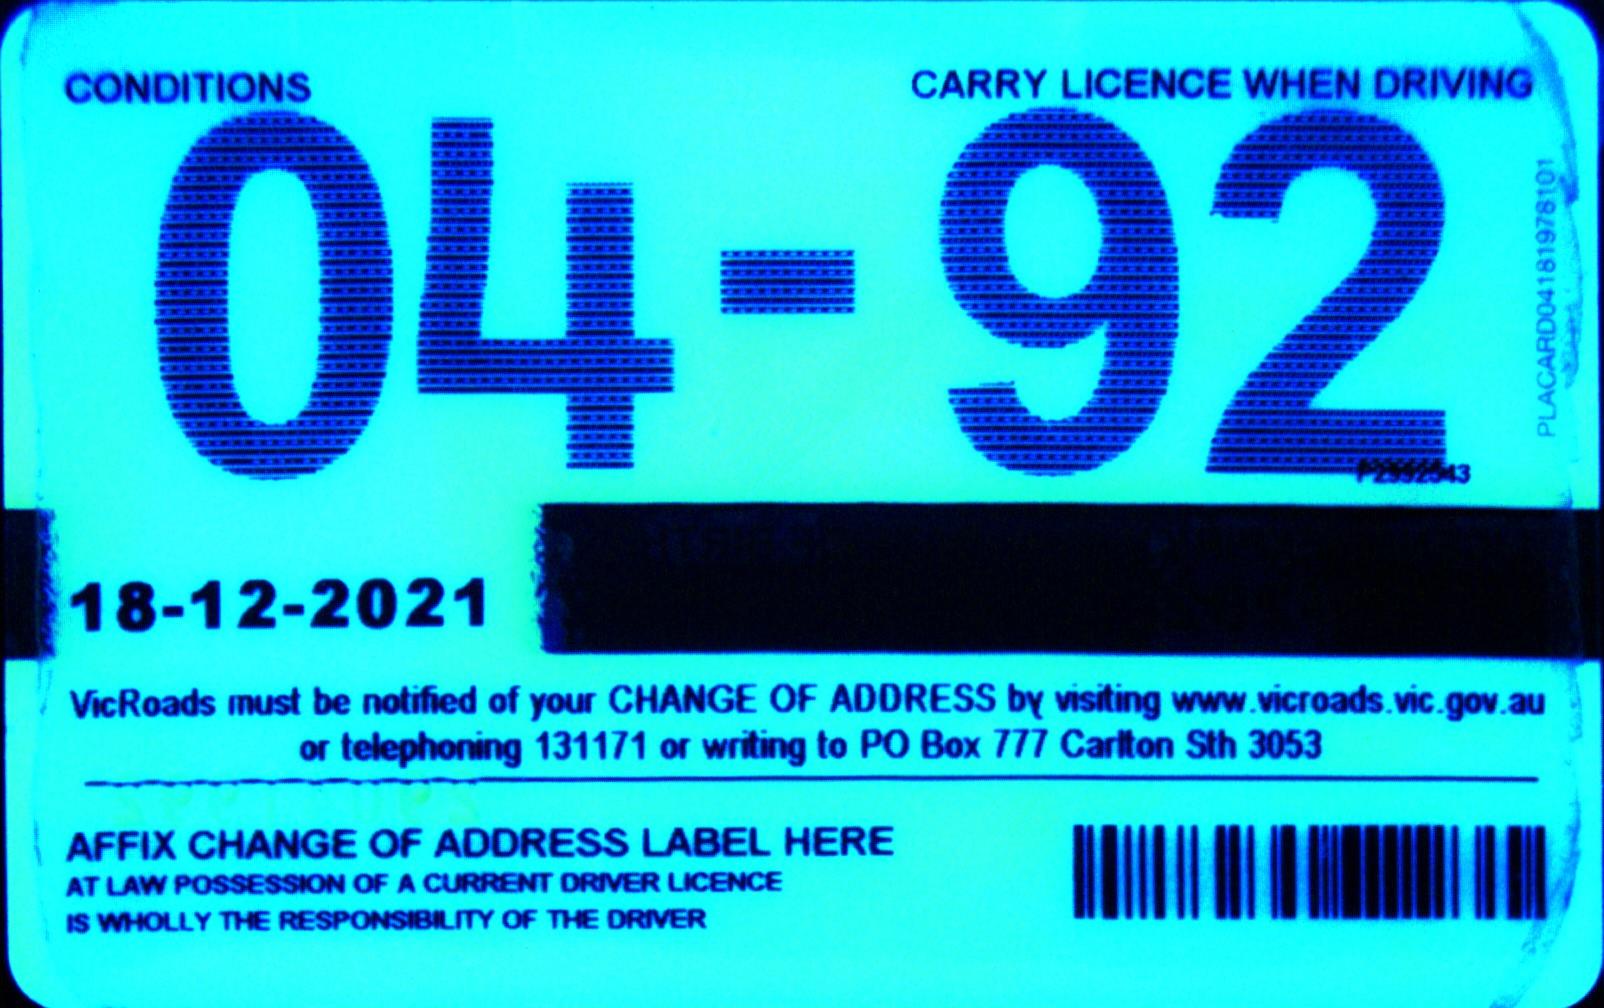 CONDITIONS
CARRY LICENCE WHEN DRIVING
04-92
PLACARD04181978101
P2992543
18-12-2021
VicRoads must be notified of your CHANGE OF ADDRESS by visiting www.vicroads.vic.gov.au
or telephoning 131171 or writing to PO Box 777 Carlton Sth 3053
AFFIX CHANGE OF ADDRESS LABEL HERE
AT LAW POSSESSION OF A CURRENT DRIVER LICENCE
IS WHOLLY THE RESPONSIBILITY OF THE DRIVER